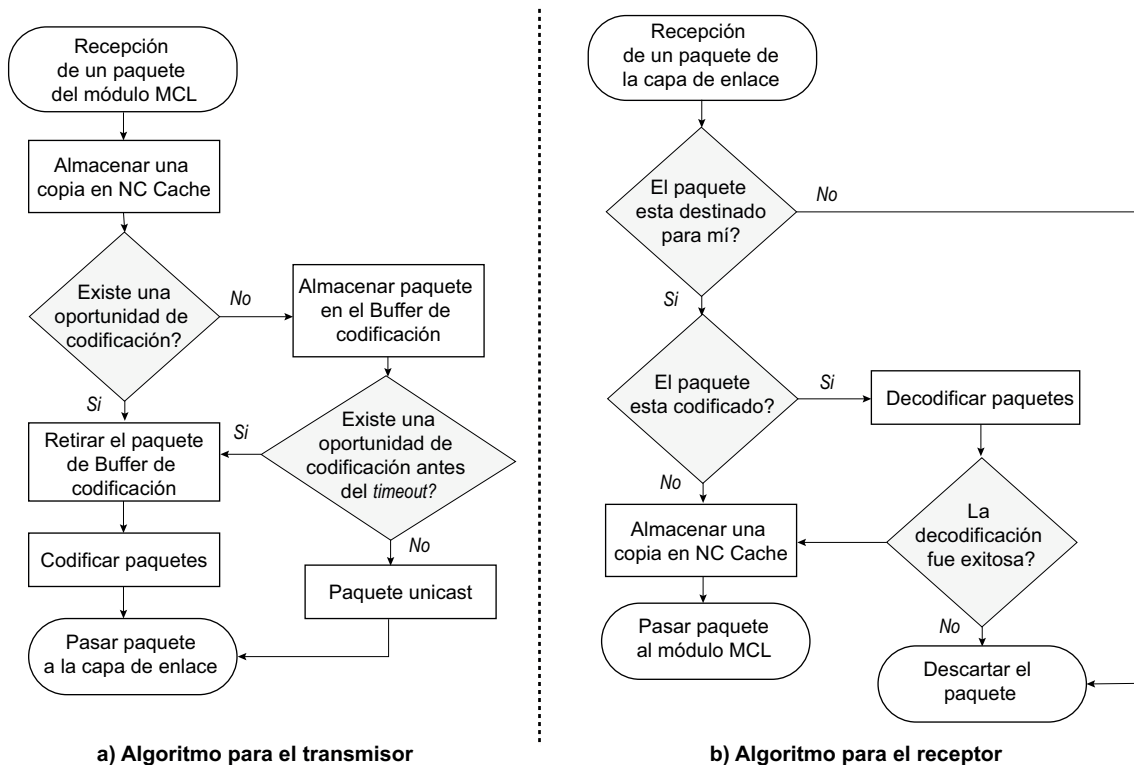 Recepción
de un paquete
del módulo MCL
Almacenar una
copia en NC Cache
Existe una
oportunidad de
codificación?
No
Almacenar paquete
en el Buffer de
codificación
Si
Existe una
oportunidad de
codificación antes
del timeout?
Si
Retirar el paquete
de Buffer de
codificación
No
Codificar paquetes
Paquete unicast
Pasar paquete
a la capa de enlace
a) Algoritmo para el transmisor
Recepción
de un paquete de
la capa de enlace
El paquete
esta destinado
para mí?
No
Si
El paquete
esta codificado?
Si
Decodificar paquetes
No
La
decodificación
fue exitosa?
Almacenar una
copia en NC Cache
No
Pasar paquete
al módulo MCL
Descartar el
paquete
b) Algoritmo para el receptor